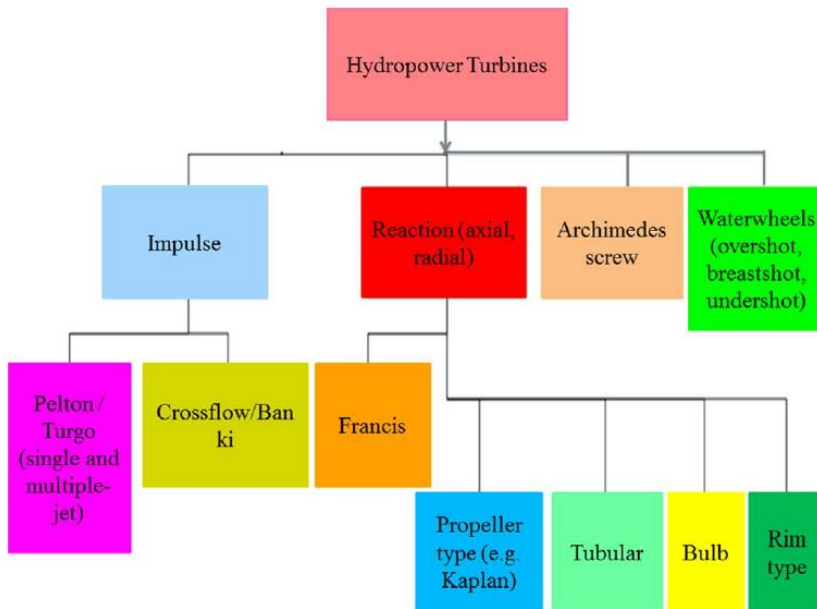 Hydropower Turbines
Impulse
Reaction (axial,
radial)
Archimedes
screw
Waterwheels
(overshot,
breastshot,
undershot)
Pelton /
Turgo
(single and
multiple-
jet)
Crossflow/Ban
ki
Francis
Propeller
type (e.g.
Kaplan)
Tubular
Bulb
Rim
type